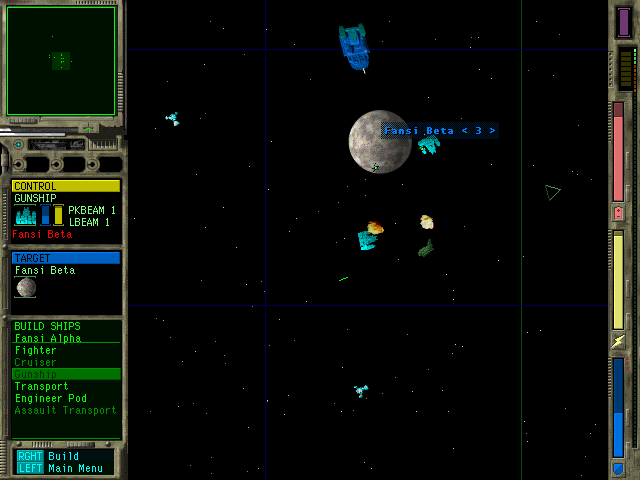 Fansi Beta < 3 >
CONTROL
GUNSHIP
PKBEAM 1
LBEAM 1
Fansi Beta
TARGET
Fansi Beta
BUILD SHIPS
Fansi Alpha
Fighter
Cruiser
Gunship
Transport
Engineer Pod
Assault Transport
RGHT Build
LEFT Main Menu